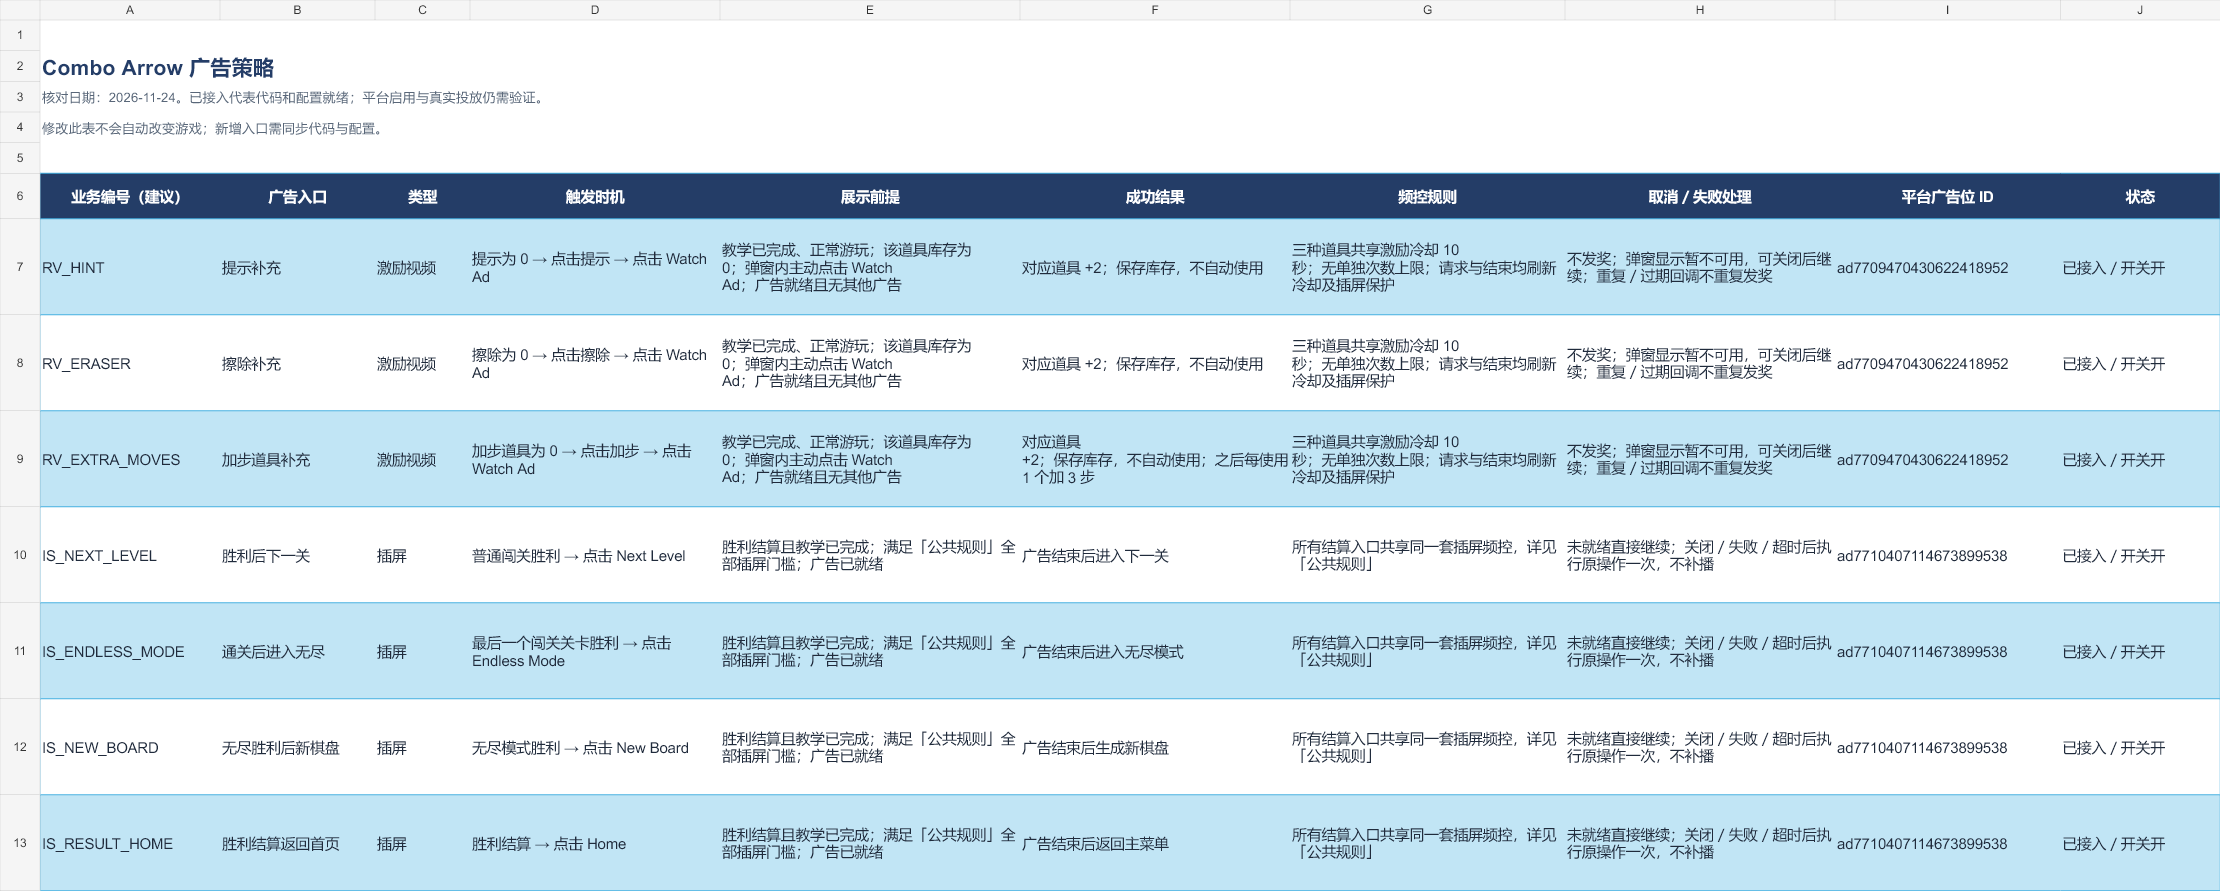 A B C D E F G H I J
1
2 Combo Arrow 广告策略
3 核对日期：2026-11-24。已接入代表代码和配置就绪；平台启用与真实投放仍需验证。
4 修改此表不会自动改变游戏；新增入口需同步代码与配置。
5
6 业务编号（建议） 广告入口 类型 触发时机 展示前提 成功结果 频控规则 取消 / 失败处理 平台广告位 ID 状态
7
RV_HINT
提示补充
激励视频
提示为 0 → 点击提示 → 点击 Watch
Ad
教学已完成、正常游玩；该道具库存为
0；弹窗内主动点击 Watch
Ad；广告就绪且无其他广告
对应道具 +2；保存库存，不自动使用
三种道具共享激励冷却 10
秒；无单独次数上限；请求与结束均刷新
冷却及插屏保护
不发奖；弹窗显示暂不可用，可关闭后继
续；重复 / 过期回调不重复发奖
ad7709470430622418952
已接入 / 开关开
8
RV_ERASER
擦除补充
激励视频
擦除为 0 → 点击擦除 → 点击 Watch
Ad
教学已完成、正常游玩；该道具库存为
0；弹窗内主动点击 Watch
Ad；广告就绪且无其他广告
对应道具 +2；保存库存，不自动使用
三种道具共享激励冷却 10
秒；无单独次数上限；请求与结束均刷新
冷却及插屏保护
不发奖；弹窗显示暂不可用，可关闭后继
续；重复 / 过期回调不重复发奖
ad7709470430622418952
已接入 / 开关开
9
RV_EXTRA_MOVES
加步道具补充
激励视频
加步道具为 0 → 点击加步 → 点击
Watch Ad
教学已完成、正常游玩；该道具库存为
0；弹窗内主动点击 Watch
Ad；广告就绪且无其他广告
对应道具
+2；保存库存，不自动使用；之后每使用
1 个加 3 步
三种道具共享激励冷却 10
秒；无单独次数上限；请求与结束均刷新
冷却及插屏保护
不发奖；弹窗显示暂不可用，可关闭后继
续；重复 / 过期回调不重复发奖
ad7709470430622418952
已接入 / 开关开
10
IS_NEXT_LEVEL
胜利后下一关
插屏
普通闯关胜利 → 点击 Next Level
胜利结算且教学已完成；满足「公共规则」全
部插屏门槛；广告已就绪
广告结束后进入下一关
所有结算入口共享同一套插屏频控，详见
「公共规则」
未就绪直接继续；关闭 / 失败 / 超时后执
行原操作一次，不补播
ad7710407114673899538
已接入 / 开关开
11
IS_ENDLESS_MODE
通关后进入无尽
插屏
最后一个闯关关卡胜利 → 点击
Endless Mode
胜利结算且教学已完成；满足「公共规则」全
部插屏门槛；广告已就绪
广告结束后进入无尽模式
所有结算入口共享同一套插屏频控，详见
「公共规则」
未就绪直接继续；关闭 / 失败 / 超时后执
行原操作一次，不补播
ad7710407114673899538
已接入 / 开关开
12
IS_NEW_BOARD
无尽胜利后新棋盘
插屏
无尽模式胜利 → 点击 New Board
胜利结算且教学已完成；满足「公共规则」全
部插屏门槛；广告已就绪
广告结束后生成新棋盘
所有结算入口共享同一套插屏频控，详见
「公共规则」
未就绪直接继续；关闭 / 失败 / 超时后执
行原操作一次，不补播
ad7710407114673899538
已接入 / 开关开
13
IS_RESULT_HOME
胜利结算返回首页
插屏
胜利结算 → 点击 Home
胜利结算且教学已完成；满足「公共规则」全
部插屏门槛；广告已就绪
广告结束后返回主菜单
所有结算入口共享同一套插屏频控，详见
「公共规则」
未就绪直接继续；关闭 / 失败 / 超时后执
行原操作一次，不补播
ad7710407114673899538
已接入 / 开关开